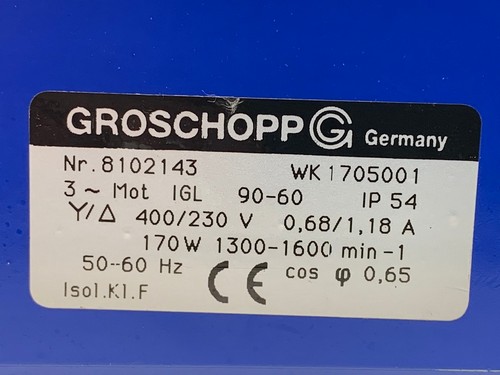 GROSCHOPP G Germany
Nr. 8102143 WK 1705001
3 ~ Mot IGL 90-60 IP 54
Y/Δ 400/230 V 0,68/1,18 A
170W 1300-1600 min-1
50--60 Hz CE cos φ 0,65
Isol.Kl.F